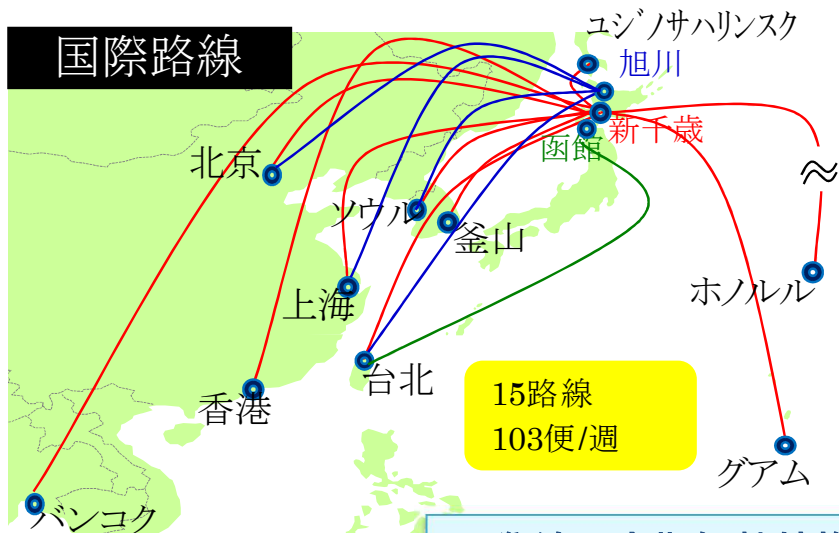 国際路線
ユジノサハリンスク
旭川
新千歳
函館
北京
ソウル
釜山
上海
ホノルル
台北
香港
15路線
103便/週
グアム
バンコク